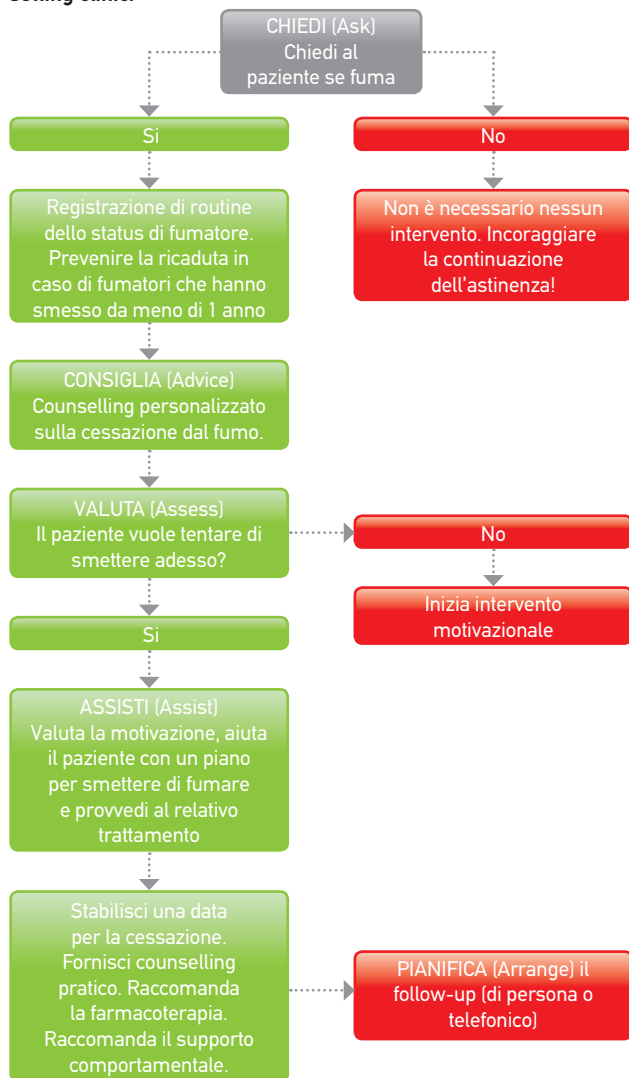 CHIEDI (Ask)
Chiedi al
paziente se fuma
Si
No
Registrazione di routine
dello status di fumatore.
Prevenire la ricaduta in
caso di fumatori che hanno
smesso da meno di 1 anno
Non è necessario nessun
intervento. Incoraggiare
la continuazione
dell'astinenza!
CONSIGLIA (Advice)
Counselling personalizzato
sulla cessazione dal fumo.
VALUTA (Assess)
Il paziente vuole tentare di
smettere adesso?
No
Inizia intervento
motivazionale
Si
ASSISTI (Assist)
Valuta la motivazione, aiuta
il paziente con un piano
per smettere di fumare
e provvedi al relativo
trattamento
Stabilisci una data
per la cessazione.
Fornisci counselling
pratico. Raccomanda
la farmacoterapia.
Raccomanda il supporto
comportamentale.
PIANIFICA (Arrange) il
follow-up (di persona o
telefonico)